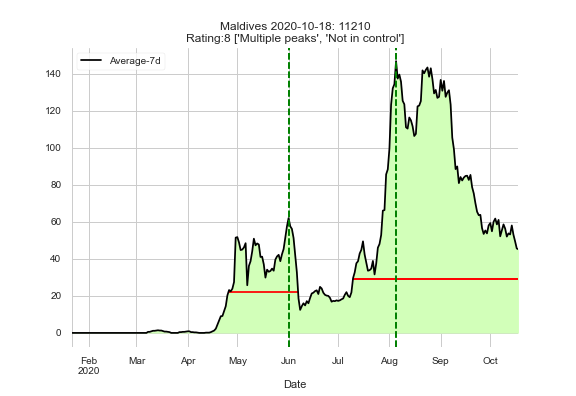 Maldives 2020-10-18: 11210
Rating:8 ['Multiple peaks', 'Not in control']
Average-7d
140
120
100
80
60
40
20
0
Feb Mar Apr May Jun Jul Aug Sep Oct
2020
Date